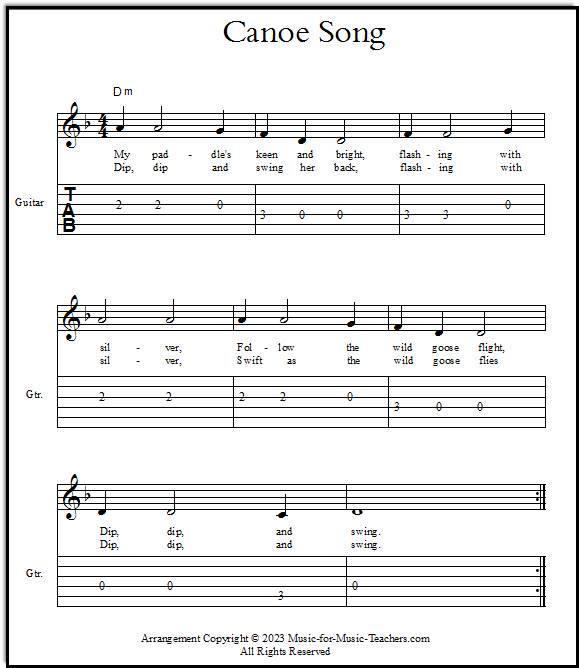 Canoe Song
Dm
4
4
My pad - dle's keen and bright, flash - ing with
Dip, dip and swing her back, flash - ing with
Guitar
T
A
B
2 2 0 3 0 0 3 3 0
sil - ver, Fol - low the wild goose flight,
sil - ver, Swift as the wild goose flies
Gtr.
2 2 2 2 0 3 0 0
Dip, dip, and swing.
Dip, dip, and swing.
Gtr.
0 0 3 0
Arrangement Copyright © 2023 Music-for-Music-Teachers.com
All Rights Reserved